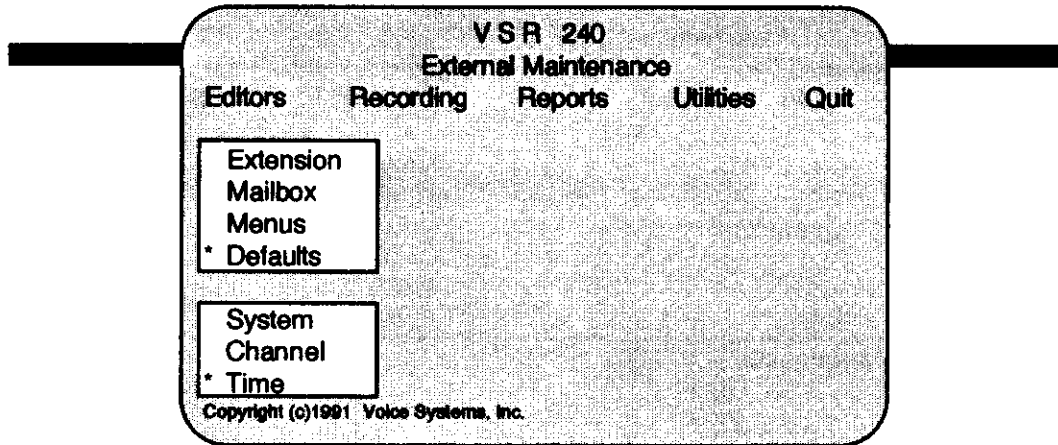 VSR 240
External Maintenance
Editors Recording Reports Utilities Quit
Extension
Mailbox
Menus
* Defaults
System
Channel
* Time
Copyright (c)1991 Voice Systems, Inc.